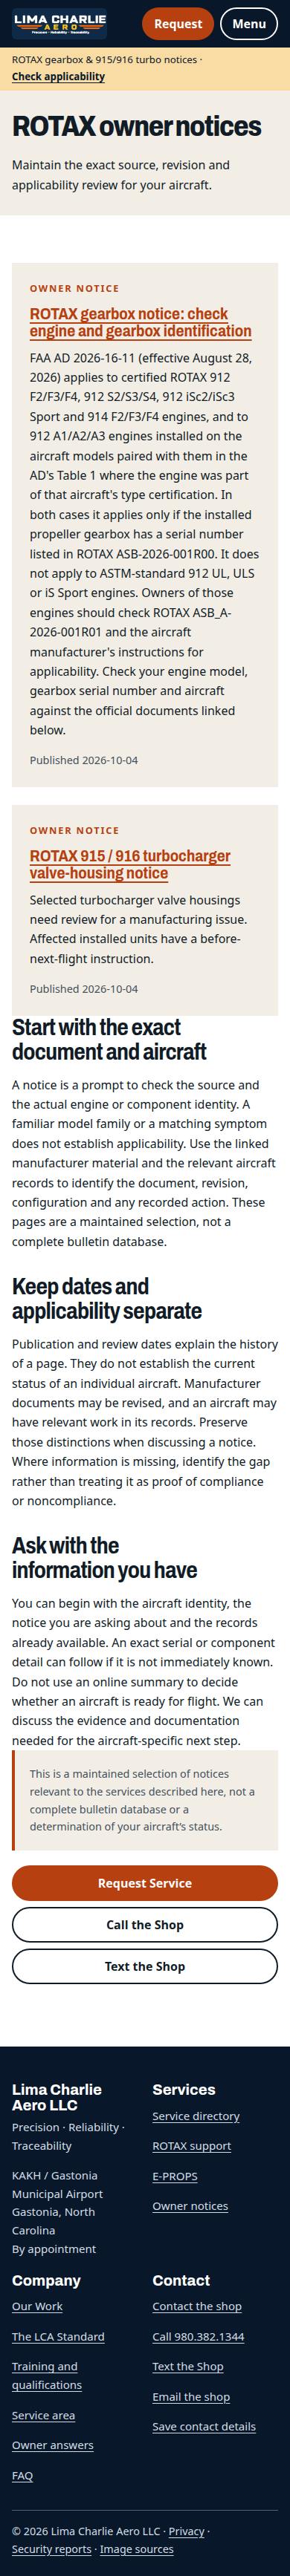 LIMA CHARLIE
AERO
Precision · Reliability · Traceability
Request
Menu
ROTAX gearbox & 915/916 turbo notices ·
Check applicability
ROTAX owner notices
Maintain the exact source, revision and
applicability review for your aircraft.
OWNER NOTICE
ROTAX gearbox notice: check
engine and gearbox identification
FAA AD 2026-16-11 (effective August 28,
2026) applies to certified ROTAX 912
F2/F3/F4, 912 S2/S3/S4, 912 iSc2/iSc3
Sport and 914 F2/F3/F4 engines, and to
912 A1/A2/A3 engines installed on the
aircraft models paired with them in the
AD's Table 1 where the engine was part
of that aircraft's type certification. In
both cases it applies only if the installed
propeller gearbox has a serial number
listed in ROTAX ASB-2026-001R00. It does
not apply to ASTM-standard 912 UL, ULS
or iS Sport engines. Owners of those
engines should check ROTAX ASB_A-
2026-001R01 and the aircraft
manufacturer's instructions for
applicability. Check your engine model,
gearbox serial number and aircraft
against the official documents linked
below.
Published 2026-10-04
OWNER NOTICE
ROTAX 915 / 916 turbocharger
valve-housing notice
Selected turbocharger valve housings
need review for a manufacturing issue.
Affected installed units have a before-
next-flight instruction.
Published 2026-10-04
Start with the exact
document and aircraft
A notice is a prompt to check the source and
the actual engine or component identity. A
familiar model family or a matching symptom
does not establish applicability. Use the linked
manufacturer material and the relevant aircraft
records to identify the document, revision,
configuration and any recorded action. These
pages are a maintained selection, not a
complete bulletin database.
Keep dates and
applicability separate
Publication and review dates explain the history
of a page. They do not establish the current
status of an individual aircraft. Manufacturer
documents may be revised, and an aircraft may
have relevant work in its records. Preserve
those distinctions when discussing a notice.
Where information is missing, identify the gap
rather than treating it as proof of compliance
or noncompliance.
Ask with the
information you have
You can begin with the aircraft identity, the
notice you are asking about and the records
already available. An exact serial or component
detail can follow if it is not immediately known.
Do not use an online summary to decide
whether an aircraft is ready for flight. We can
discuss the evidence and documentation
needed for the aircraft-specific next step.
This is a maintained selection of notices
relevant to the services described here, not a
complete bulletin database or a
determination of your aircraft's status.
Request Service
Call the Shop
Text the Shop
Lima Charlie
Aero LLC
Precision · Reliability ·
Traceability
KAKH / Gastonia
Municipal Airport
Gastonia, North
Carolina
By appointment
Services
Service directory
ROTAX support
E-PROPS
Owner notices
Company
Our Work
The LCA Standard
Training and
qualifications
Service area
Owner answers
FAQ
Contact
Contact the shop
Call 980.382.1344
Text the Shop
Email the shop
Save contact details
© 2026 Lima Charlie Aero LLC · Privacy ·
Security reports · Image sources